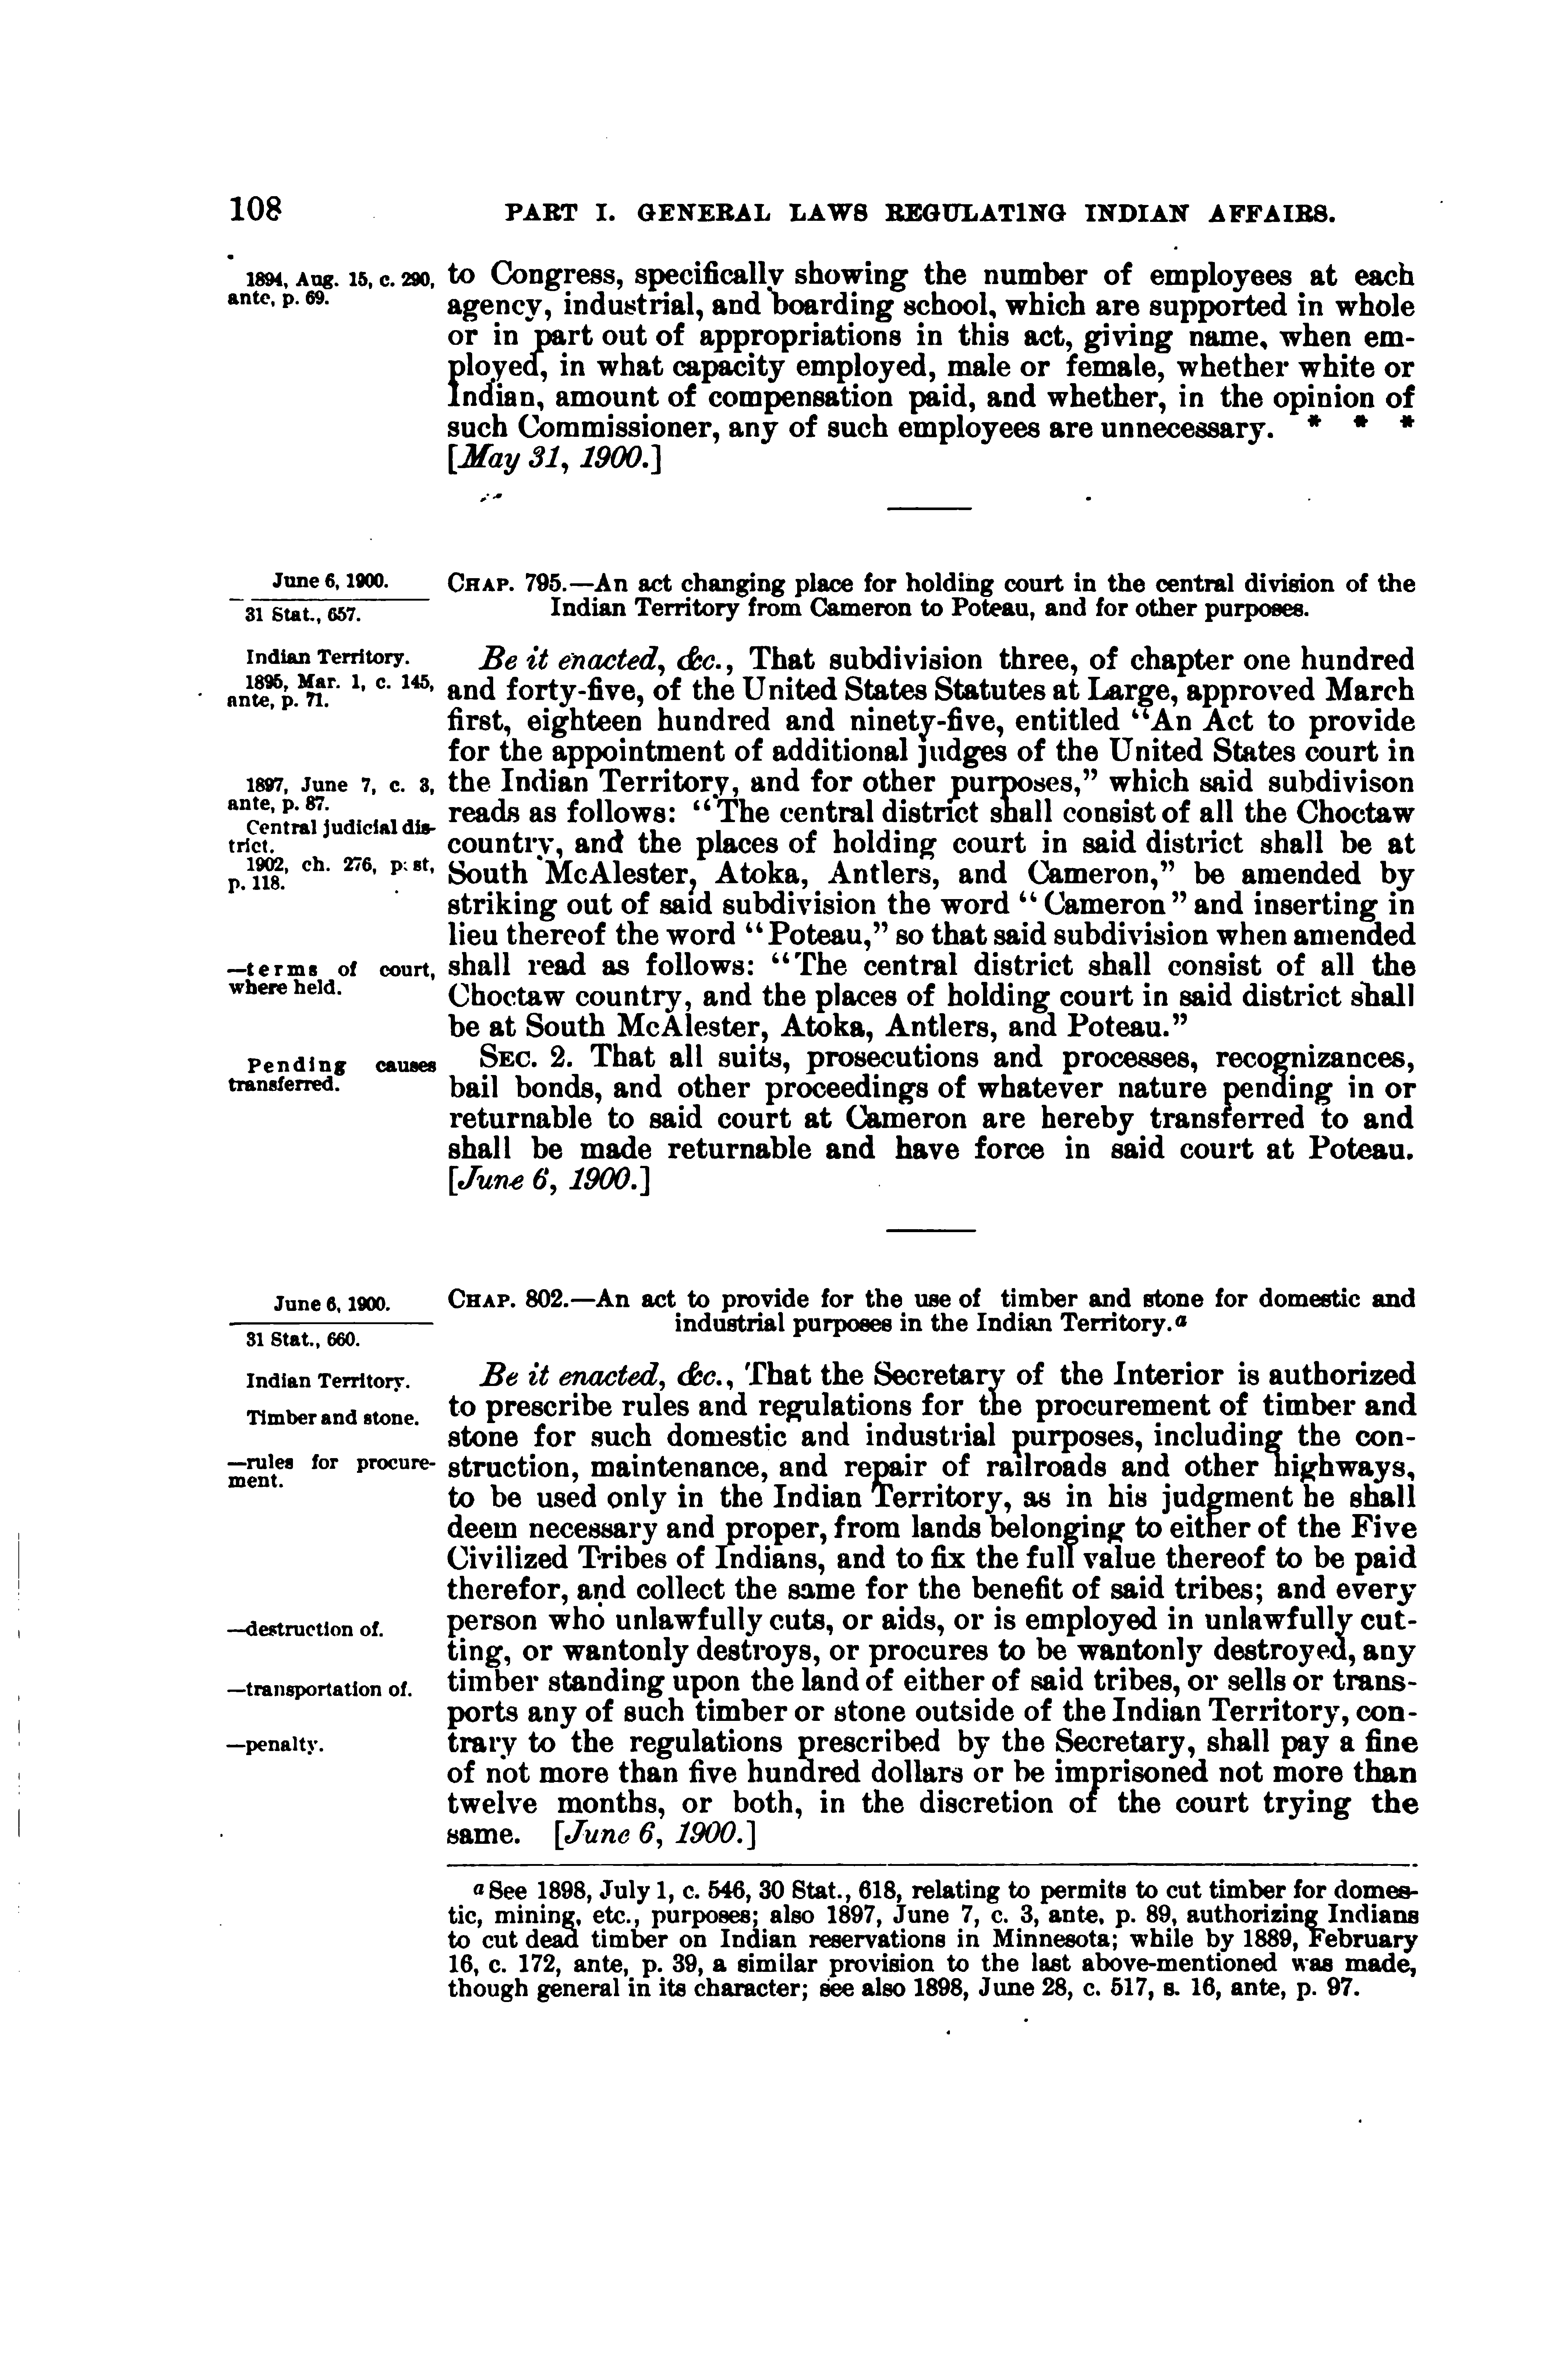 108
PART I. GENERAL LAWS REGULATING INDIAN AFFAIRS.
1894, Aug. 15, c. 290,
ante, p. 69.
to Congress, specifically showing the number of employees at each
agency, industrial, and boarding school, which are supported in whole
or in part out of appropriations in this act, giving name, when em-
ployed, in what capacity employed, male or female, whether white or
Indian, amount of compensation paid, and whether, in the opinion of
such Commissioner, any of such employees are unnecessary. * * *
[May 31, 1900.]
June 6, 1900.
31 Stat., 657.
CHAP. 795.—An act changing place for holding court in the central division of the
Indian Territory from Cameron to Poteau, and for other purposes.
Indian Territory.
1895, Mar. 1, c. 145,
ante, p. 71.
1897, June 7, c. 3,
ante, p. 87.
Central judicial dis-
trict.
1902, ch. 276, post,
p. 118.
—terms of court,
where held.
Pending causes
transferred.
Be it enacted, &c., That subdivision three, of chapter one hundred
and forty-five, of the United States Statutes at Large, approved March
first, eighteen hundred and ninety-five, entitled "An Act to provide
for the appointment of additional judges of the United States court in
the Indian Territory, and for other purposes," which said subdivison
reads as follows: "The central district shall consist of all the Choctaw
country, and the places of holding court in said district shall be at
South McAlester, Atoka, Antlers, and Cameron," be amended by
striking out of said subdivision the word "Cameron" and inserting in
lieu thereof the word "Poteau," so that said subdivision when amended
shall read as follows: "The central district shall consist of all the
Choctaw country, and the places of holding court in said district shall
be at South McAlester, Atoka, Antlers, and Poteau."
SEC. 2. That all suits, prosecutions and processes, recognizances,
bail bonds, and other proceedings of whatever nature pending in or
returnable to said court at Cameron are hereby transferred to and
shall be made returnable and have force in said court at Poteau.
[June 6, 1900.]
June 6, 1900.
31 Stat., 660.
CHAP. 802.—An act to provide for the use of timber and stone for domestic and
industrial purposes in the Indian Territory.a
Indian Territory.
Timber and stone.
—rules for procure-
ment.
—destruction of.
—transportation of.
—penalty.
Be it enacted, &c., That the Secretary of the Interior is authorized
to prescribe rules and regulations for the procurement of timber and
stone for such domestic and industrial purposes, including the con-
struction, maintenance, and repair of railroads and other highways,
to be used only in the Indian Territory, as in his judgment he shall
deem necessary and proper, from lands belonging to either of the Five
Civilized Tribes of Indians, and to fix the full value thereof to be paid
therefor, and collect the same for the benefit of said tribes; and every
person who unlawfully cuts, or aids, or is employed in unlawfully cut-
ting, or wantonly destroys, or procures to be wantonly destroyed, any
timber standing upon the land of either of said tribes, or sells or trans-
ports any of such timber or stone outside of the Indian Territory, con-
trary to the regulations prescribed by the Secretary, shall pay a fine
of not more than five hundred dollars or be imprisoned not more than
twelve months, or both, in the discretion of the court trying the
same. [June 6, 1900.]
a See 1898, July 1, c. 546, 30 Stat., 618, relating to permits to cut timber for domes-
tic, mining, etc., purposes; also 1897, June 7, c. 3, ante, p. 89, authorizing Indians
to cut dead timber on Indian reservations in Minnesota; while by 1889, February
16, c. 172, ante, p. 39, a similar provision to the last above-mentioned was made,
though general in its character; see also 1898, June 28, c. 517, s. 16, ante, p. 97.